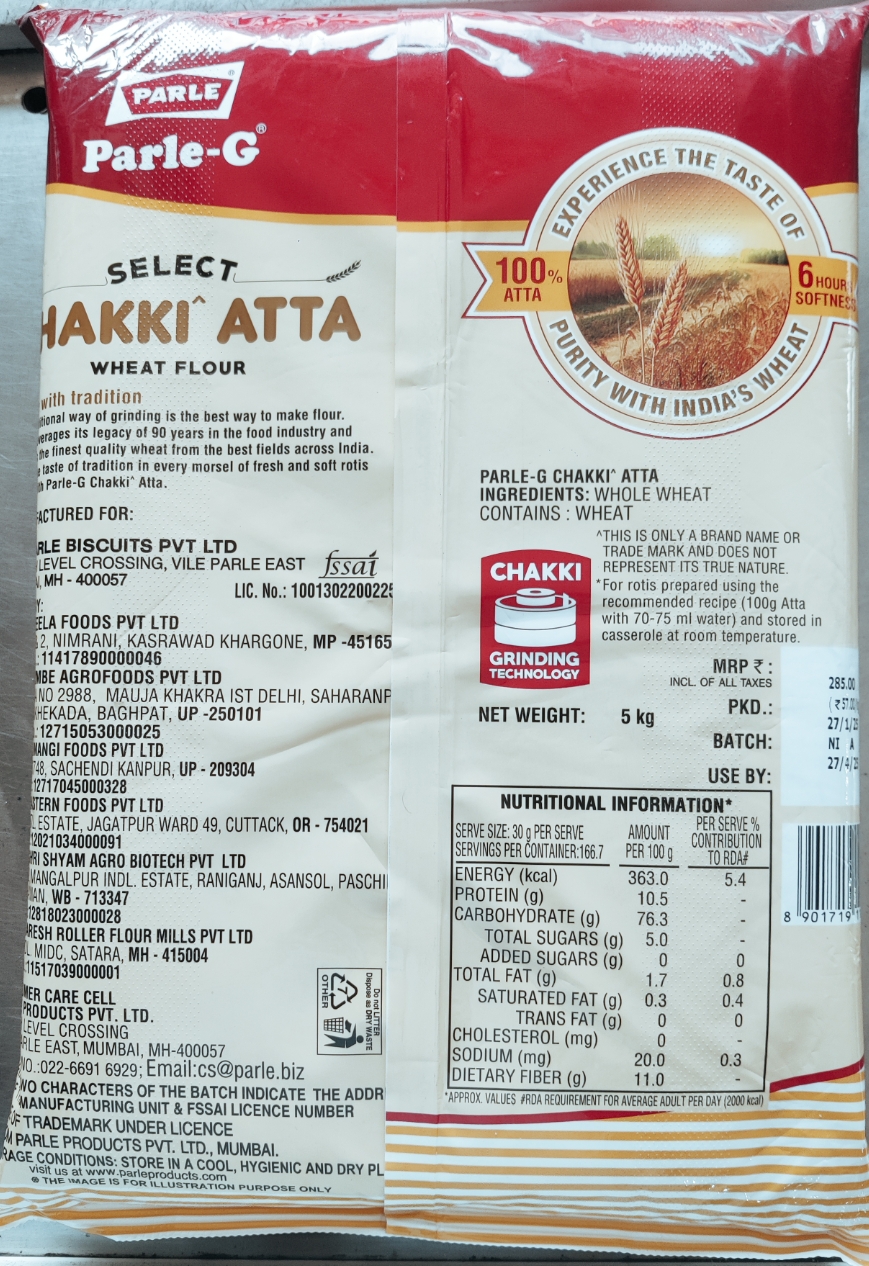 PARLE
Parle-G®
SELECT
HAKKI^ ATTA
WHEAT FLOUR
with tradition
tional way of grinding is the best way to make flour.
verages its legacy of 90 years in the food industry and
the finest quality wheat from the best fields across India.
e taste of tradition in every morsel of fresh and soft rotis
h Parle-G Chakki^ Atta.
FACTURED FOR:
RLE BISCUITS PVT LTD
LEVEL CROSSING, VILE PARLE EAST
, MH - 400057
fssai
LIC. No.: 1001302200225
Y:
EELA FOODS PVT LTD
2, NIMRANI, KASRAWAD KHARGONE, MP -45165
: 11417890000046
MBE AGROFOODS PVT LTD
NO 2988, MAUJA KHAKRA IST DELHI, SAHARANP
HEKADA, BAGHPAT, UP -250101
: 12715053000025
MANGI FOODS PVT LTD
748, SACHENDI KANPUR, UP - 209304
12717045000328
STERN FOODS PVT LTD
L ESTATE, JAGATPUR WARD 49, CUTTACK, OR - 754021
12021034000091
HRI SHYAM AGRO BIOTECH PVT LTD
MANGALPUR INDL. ESTATE, RANIGANJ, ASANSOL, PASCHI
MAN, WB - 713347
12818023000028
ARESH ROLLER FLOUR MILLS PVT LTD
L MIDC, SATARA, MH - 415004
11517039000001
MER CARE CELL
PRODUCTS PVT. LTD.
LEVEL CROSSING
RLE EAST, MUMBAI, MH-400057
NO.:022-6691 6929; Email:cs@parle.biz
WO CHARACTERS OF THE BATCH INDICATE THE ADDR
MANUFACTURING UNIT & FSSAI LICENCE NUMBER
OF TRADEMARK UNDER LICENCE
M PARLE PRODUCTS PVT. LTD., MUMBAI.
RAGE CONDITIONS: STORE IN A COOL, HYGIENIC AND DRY PL
visit us at www.parleproducts.com
® THE IMAGE IS FOR ILLUSTRATION PURPOSE ONLY
7
OTHER
Do not LITTER
Dispose as DRY WASTE
EXPERIENCE THE TASTE OF
100% ATTA
6 HOUR
SOFTNESS
PURITY WITH INDIA'S WHEAT
PARLE-G CHAKKI^ ATTA
INGREDIENTS: WHOLE WHEAT
CONTAINS : WHEAT
^THIS IS ONLY A BRAND NAME OR
TRADE MARK AND DOES NOT
REPRESENT ITS TRUE NATURE.
*For rotis prepared using the
recommended recipe (100g Atta
with 70-75 ml water) and stored in
casserole at room temperature.
CHAKKI
GRINDING
TECHNOLOGY
MRP ₹ :
INCL. OF ALL TAXES
285.00
NET WEIGHT: 5 kg
PKD.:
(₹57.00
27/1/
BATCH:
NI A
USE BY:
27/4/
NUTRITIONAL INFORMATION*
SERVE SIZE: 30 g PER SERVE
SERVINGS PER CONTAINER:166.7
AMOUNT PER 100 g
PER SERVE % CONTRIBUTION TO RDA#
ENERGY (kcal) 363.0 5.4
PROTEIN (g) 10.5 -
CARBOHYDRATE (g) 76.3 -
TOTAL SUGARS (g) 5.0 -
ADDED SUGARS (g) 0 0
TOTAL FAT (g) 1.7 0.8
SATURATED FAT (g) 0.3 0.4
TRANS FAT (g) 0 0
CHOLESTEROL (mg) 0 -
SODIUM (mg) 20.0 0.3
DIETARY FIBER (g) 11.0 -
*APPROX. VALUES #RDA REQUIREMENT FOR AVERAGE ADULT PER DAY (2000 kcal)
8 901719